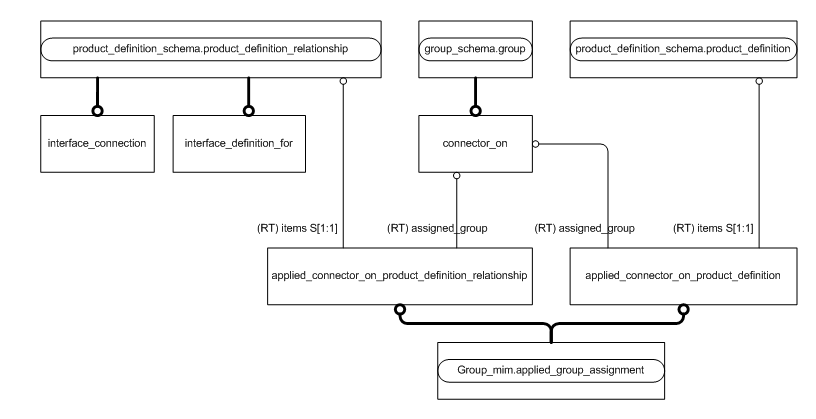 product_definition_schema.product_definition_relationship
group_schema.group
product_definition_schema.product_definition
interface_connection
interface_definition_for
connector_on
(RT) items S[1:1]
(RT) assigned_group
(RT) assigned_group
(RT) items S[1:1]
applied_connector_on_product_definition_relationship
applied_connector_on_product_definition
Group_mim.applied_group_assignment